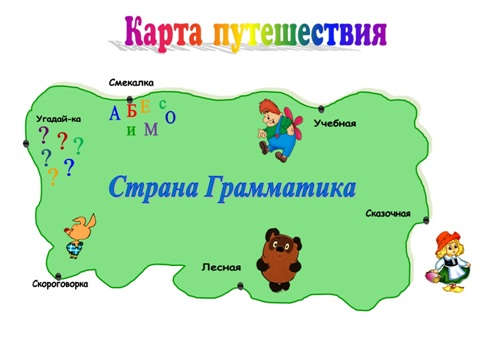 Карта путешествия
Смекалка
Угадай-ка
А Б Е с О
и М
Учебная
? ? ?
? ?
?
Страна Грамматика
Сказочная
Лесная
Скороговорка